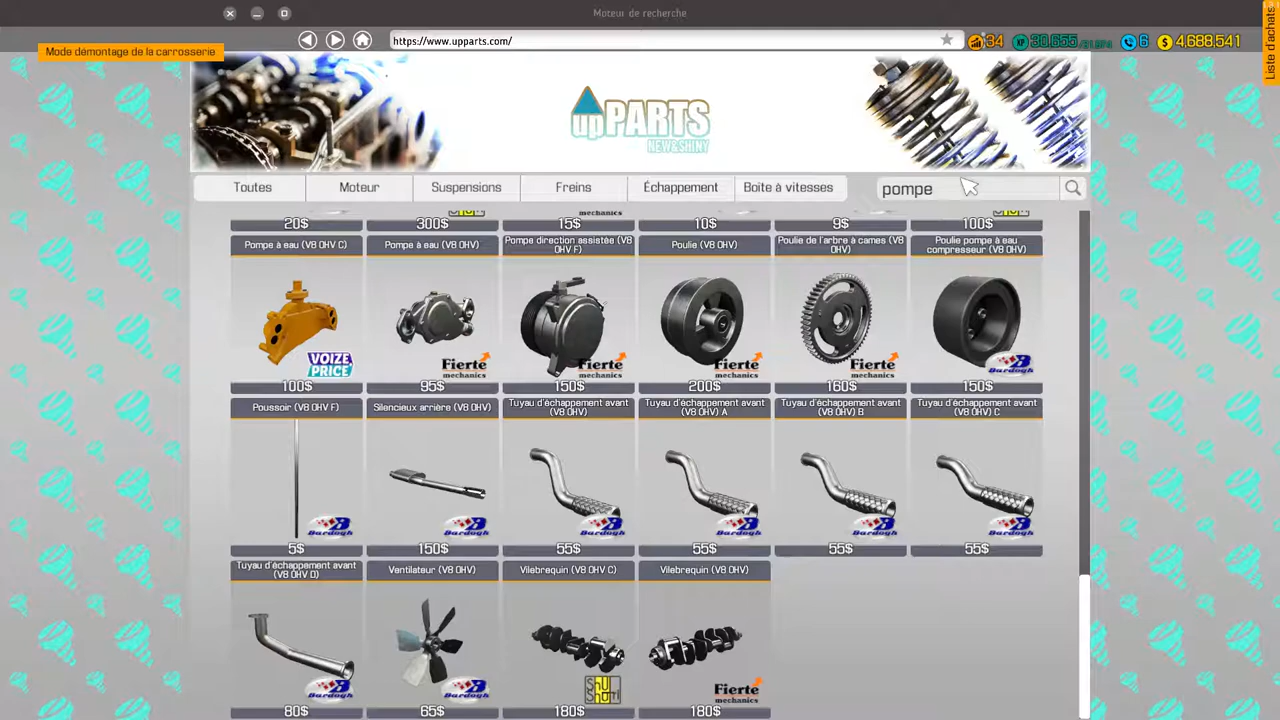 Moteur de recherche
https://www.upparts.com/
34
6
4,688,541
Liste d'achats
Mode démontage de la carrosserie
upPARTS
NEW&SHINY
Toutes
Moteur
Suspensions
Freins
Échappement
Boite à vitesses
pompe
mechanics
20$
300$
15$
10$
9$
100$
Pompe à eau (V8 OHV C)
Pompe à eau (V8 OHV)
Pompe direction assistée (V8
OHV F)
Poulie (V8 OHV)
Poulie de l'arbre à cames (V8
OHV)
Poulie pompe à eau
compresseur (V8 OHV)
VOIZE
PRICE
Fierte
mechanics
Fierte
mechanics
Fierte
mechanics
Fierte
mechanics
Bardogh
100$
95$
150$
200$
160$
150$
Poussoir (V8 OHV F)
Silencieux arrière (V8 OHV)
Tuyau d'échappement avant
(V8 OHV)
Tuyau d'échappement avant
(V8 OHV) A
Tuyau d'échappement avant
(V8 OHV) B
Tuyau d'échappement avant
(V8 OHV) C
Bardogh
Bardogh
Bardogh
Bardogh
Bardogh
Bardogh
5$
150$
55$
55$
55$
55$
Tuyau d'échappement avant
(V8 OHV D)
Ventilateur (V8 OHV)
Vilebrequin (V8 OHV C)
Vilebrequin (V8 OHV)
Bardogh
Bardogh
Fierte
mechanics
80$
65$
180$
180$